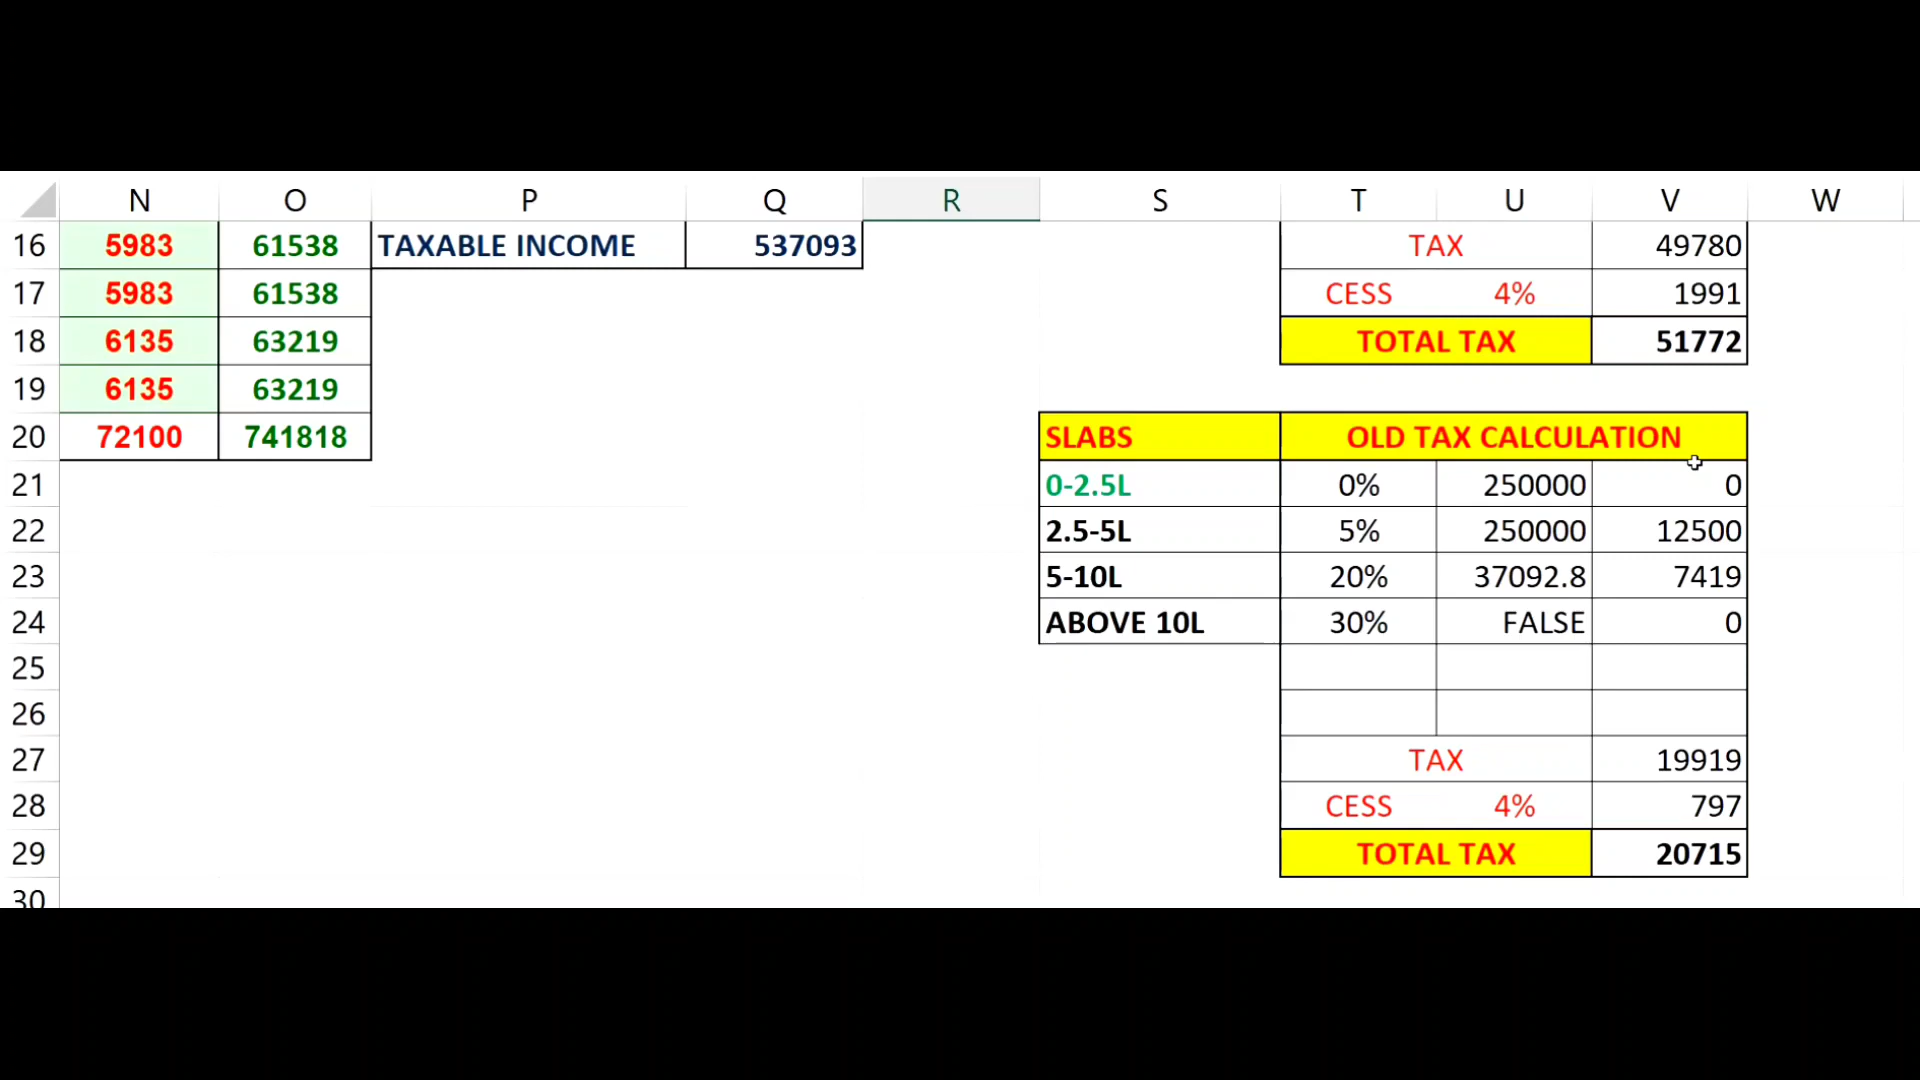 N O P Q R S T U V W
16 5983 61538 TAXABLE INCOME 537093 TAX 49780
17 5983 61538 CESS 4% 1991
18 6135 63219 TOTAL TAX 51772
19 6135 63219
20 72100 741818 SLABS OLD TAX CALCULATION
21 0-2.5L 0% 250000 0
22 2.5-5L 5% 250000 12500
23 5-10L 20% 37092.8 7419
24 ABOVE 10L 30% FALSE 0
25
26
27 TAX 19919
28 CESS 4% 797
29 TOTAL TAX 20715
30